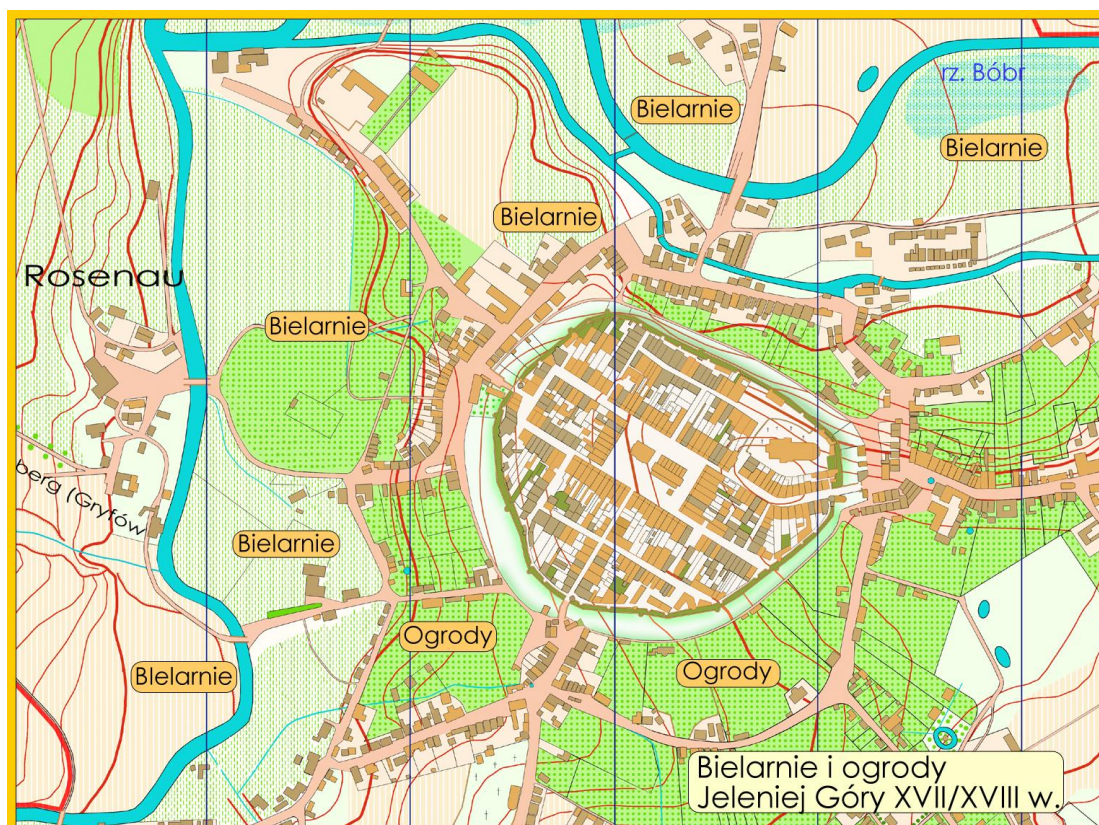 rz. Bóbr
Bielarnie
Bielarnie
Bielarnie
Rosenau
Bielarnie
berg (Gryfów
Bielarnie
Ogrody
BIelarnie
Ogrody
Bielarnie i ogrody
Jeleniej Góry XVII/XVIII w.